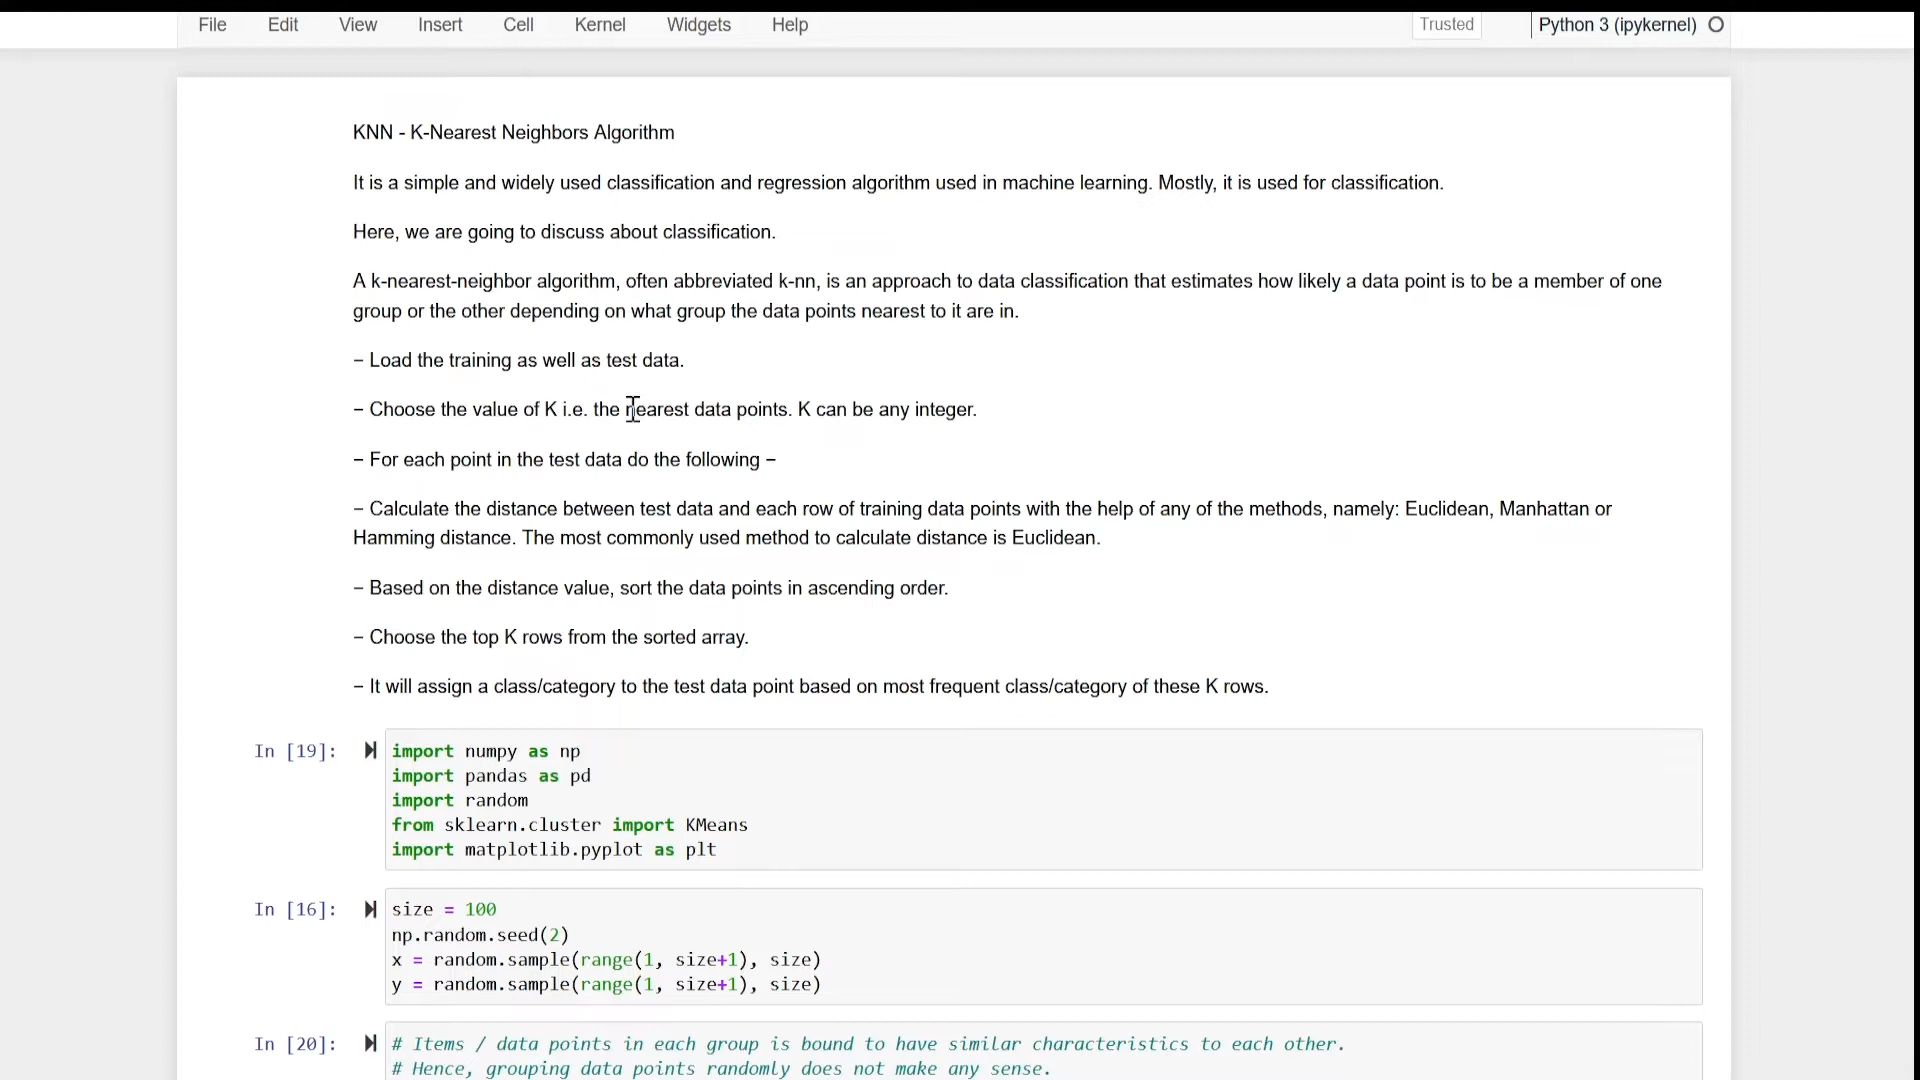 File Edit View Insert Cell Kernel Widgets Help Trusted Python 3 (ipykernel)
KNN - K-Nearest Neighbors Algorithm
It is a simple and widely used classification and regression algorithm used in machine learning. Mostly, it is used for classification.
Here, we are going to discuss about classification.
A k-nearest-neighbor algorithm, often abbreviated k-nn, is an approach to data classification that estimates how likely a data point is to be a member of one
group or the other depending on what group the data points nearest to it are in.
− Load the training as well as test data.
− Choose the value of K i.e. the nearest data points. K can be any integer.
− For each point in the test data do the following −
− Calculate the distance between test data and each row of training data points with the help of any of the methods, namely: Euclidean, Manhattan or
Hamming distance. The most commonly used method to calculate distance is Euclidean.
− Based on the distance value, sort the data points in ascending order.
− Choose the top K rows from the sorted array.
− It will assign a class/category to the test data point based on most frequent class/category of these K rows.
In [19]: import numpy as np
import pandas as pd
import random
from sklearn.cluster import KMeans
import matplotlib.pyplot as plt
In [16]: size = 100
np.random.seed(2)
x = random.sample(range(1, size+1), size)
y = random.sample(range(1, size+1), size)
In [20]: # Items / data points in each group is bound to have similar characteristics to each other.
# Hence, grouping data points randomly does not make any sense.